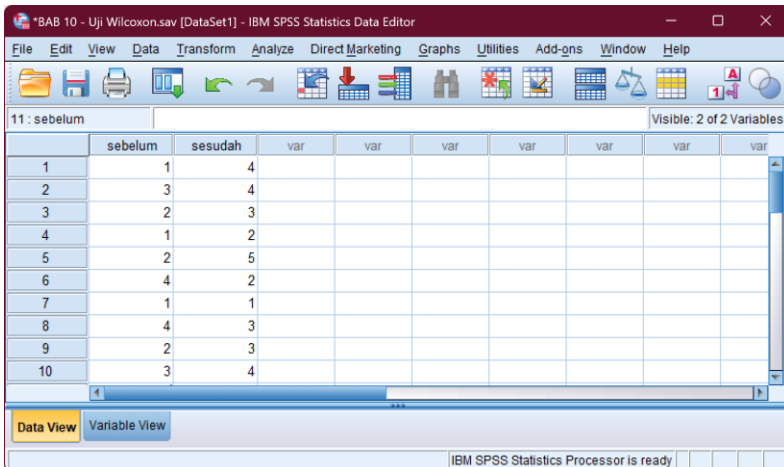 *BAB 10 - Uji Wilcoxon.sav [DataSet1] - IBM SPSS Statistics Data Editor
File Edit View Data Transform Analyze Direct Marketing Graphs Utilities Add-ons Window Help
A
1
11 : sebelum
Visible: 2 of 2 Variables
sebelum sesudah var var var var var var var
1 1 4
2 3 4
3 2 3
4 1 2
5 2 5
6 4 2
7 1 1
8 4 3
9 2 3
10 3 4
Data View Variable View
IBM SPSS Statistics Processor is ready